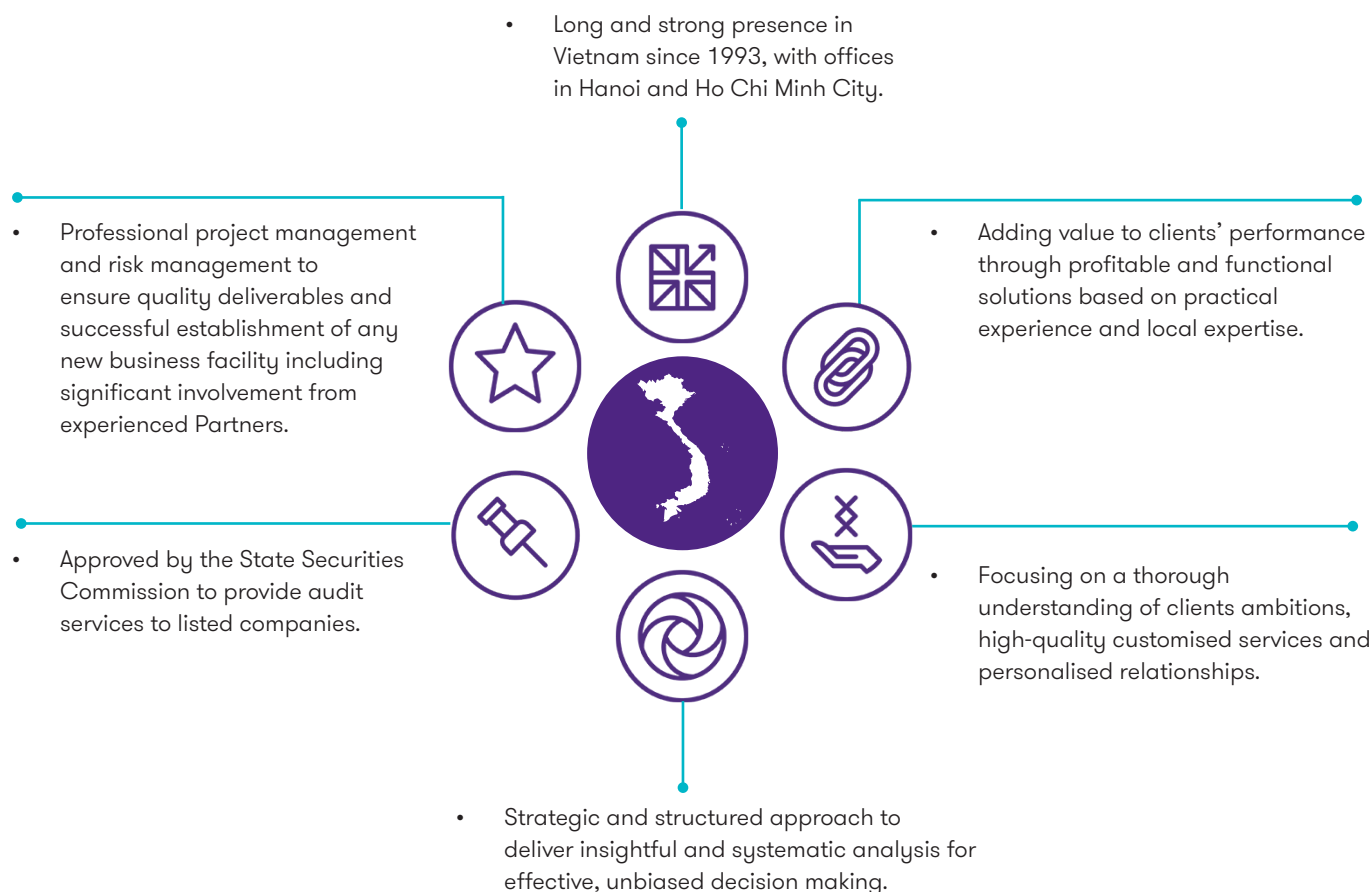 • Long and strong presence in
Vietnam since 1993, with offices
in Hanoi and Ho Chi Minh City.
• Professional project management
and risk management to
ensure quality deliverables and
successful establishment of any
new business facility including
significant involvement from
experienced Partners.
• Adding value to clients’ performance
through profitable and functional
solutions based on practical
experience and local expertise.
• Approved by the State Securities
Commission to provide audit
services to listed companies.
• Focusing on a thorough
understanding of clients ambitions,
high-quality customised services and
personalised relationships.
• Strategic and structured approach to
deliver insightful and systematic analysis for
effective, unbiased decision making.